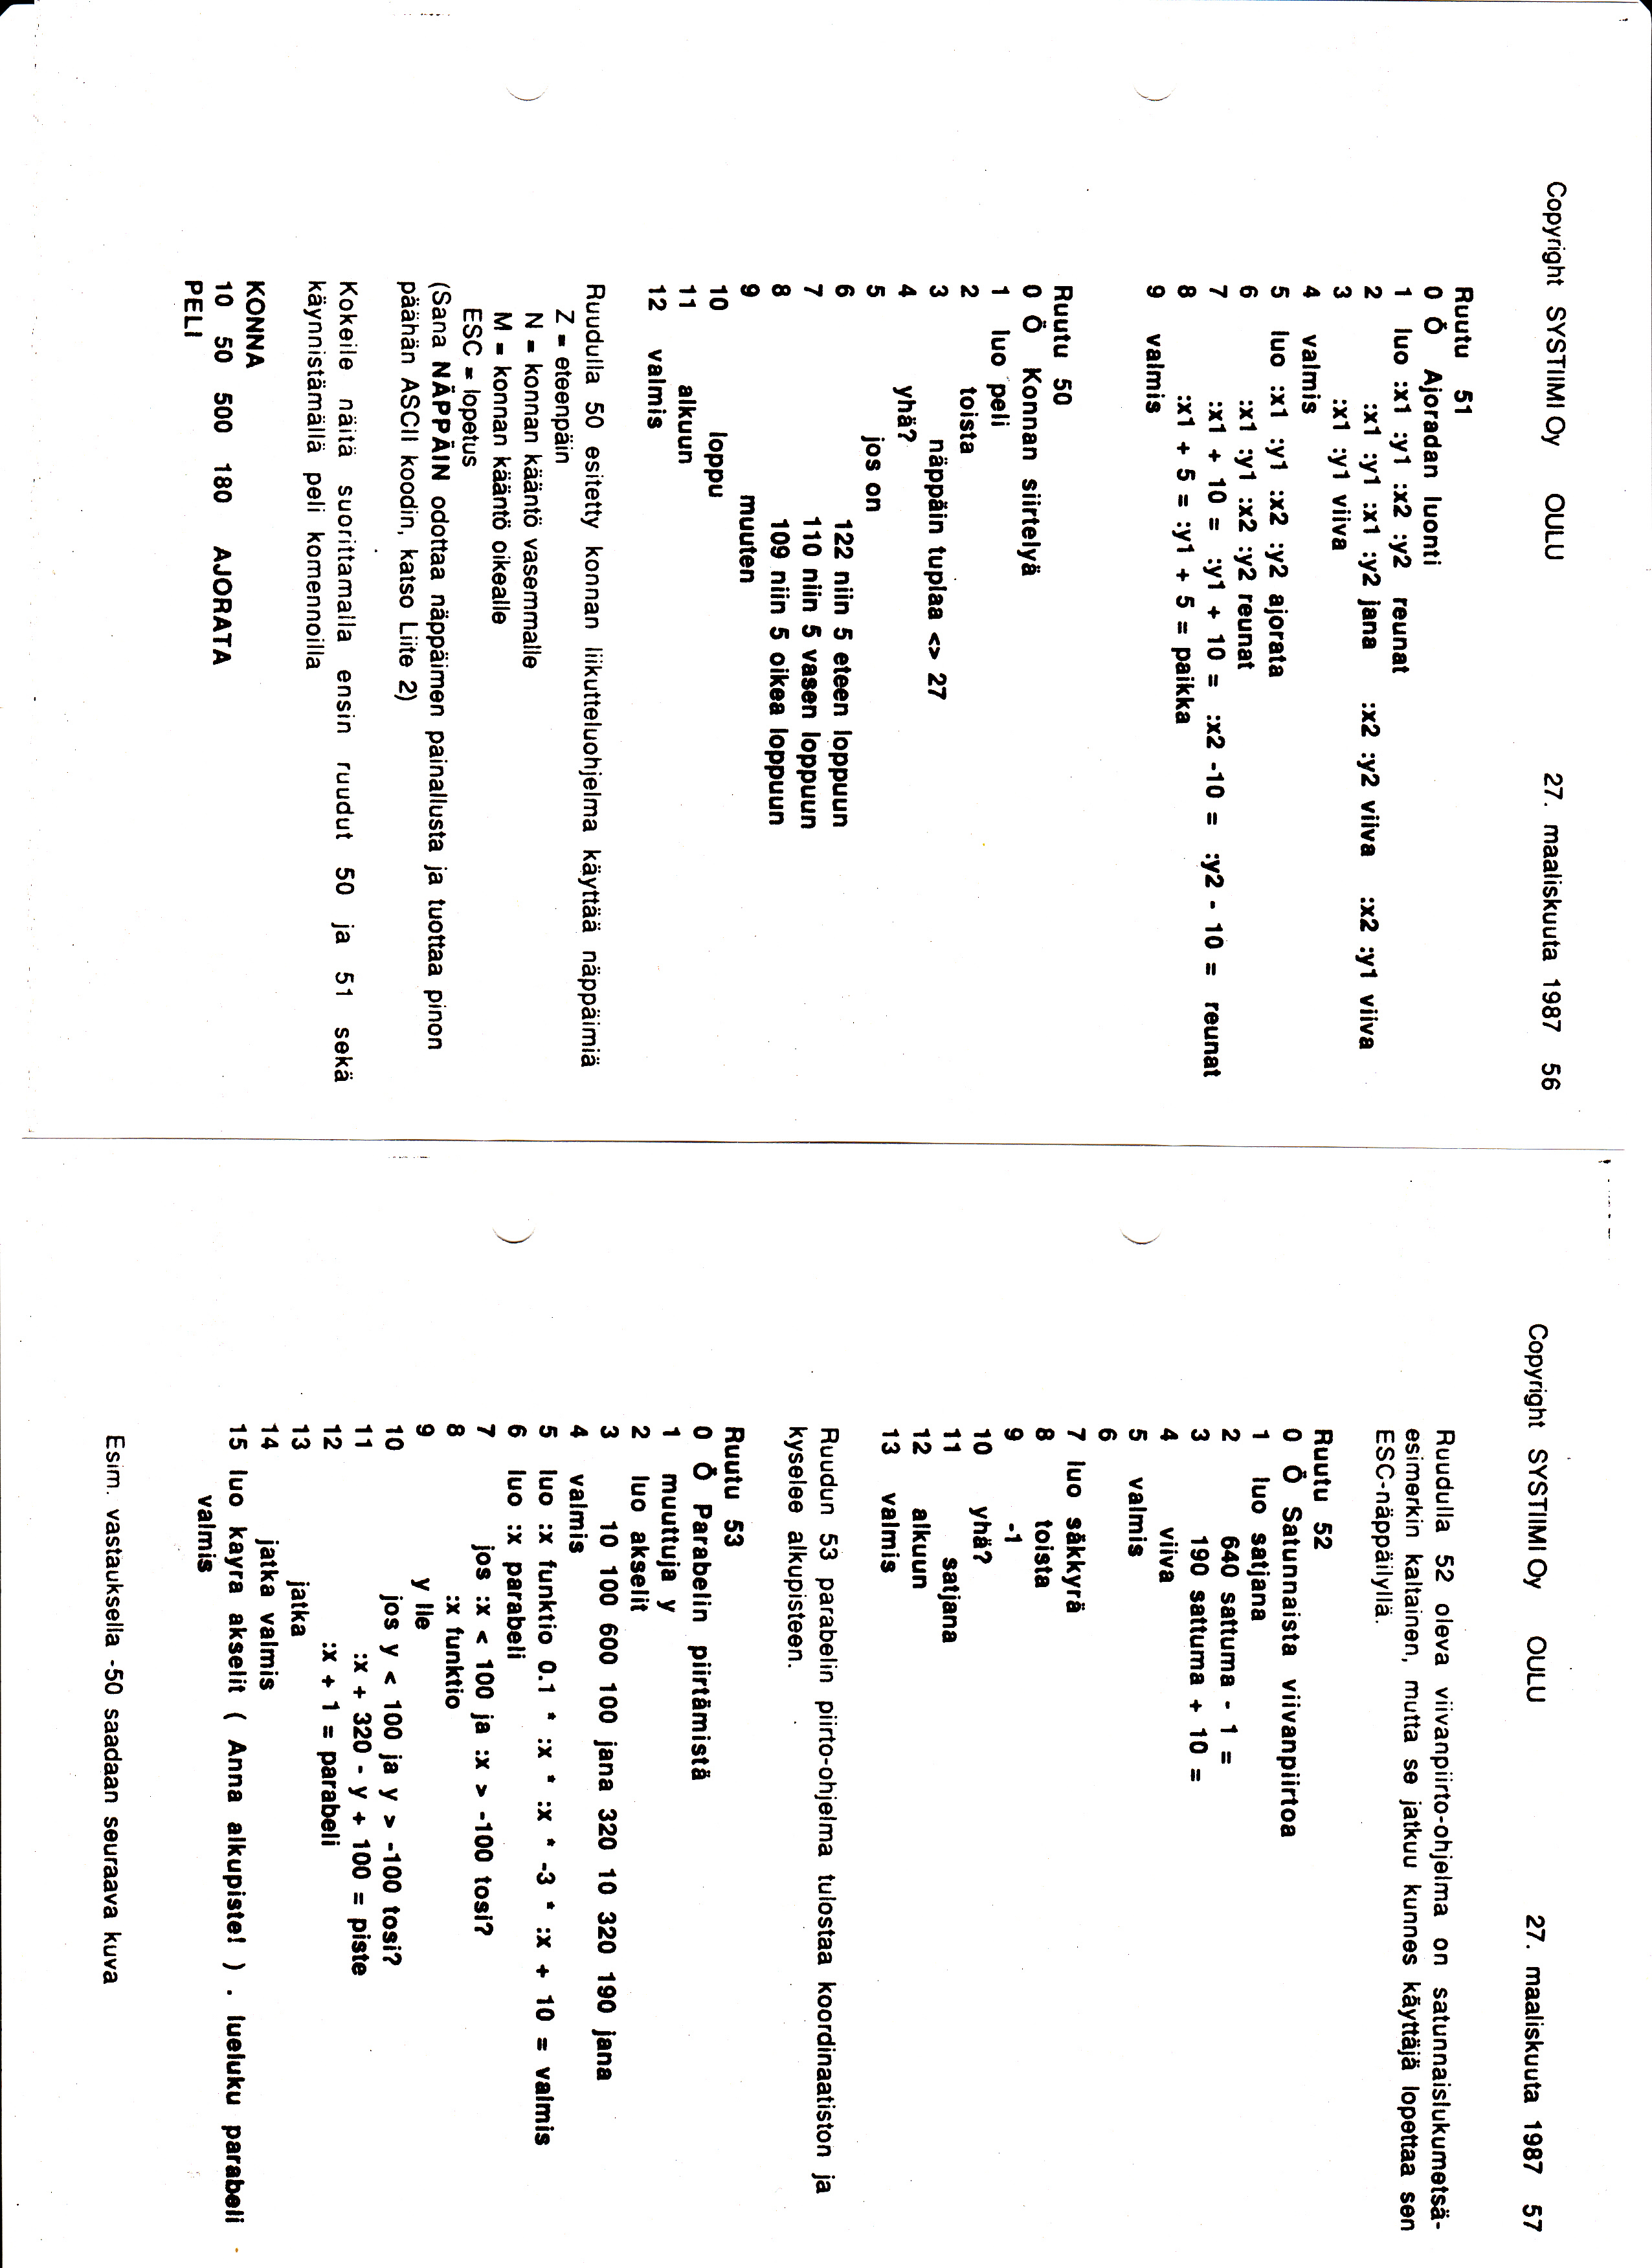 Copyright SYSTIIMI Oy OULU 27. maaliskuuta 1987 56
Ruutu 51
0 Ö Ajoradan luonti
1 luo :x1 :y1 :x2 :y2 reunat
2 :x1 :y1 :x1 :y2 jana :x2 :y2 viiva :x2 :y1 viiva
3 :x1 :y1 viiva
4 valmis
5 luo :x1 :y1 :x2 :y2 ajorata
6 :x1 :y1 :x2 :y2 reunat
7 :x1 + 10 = :y1 + 10 = :x2 -10 = :y2 - 10 = reunat
8 :x1 + 5 = :y1 + 5 = paikka
9 valmis
Ruutu 50
0 Ö Konnan siirtelyä
1 luo peli
2 toista
3 näppäin tuplaa <> 27
4 yhä?
5 jos on
6 122 niin 5 eteen loppuun
7 110 niin 5 vasen loppuun
8 109 niin 5 oikea loppuun
9 muuten
10 loppu
11 alkuun
12 valmis
Ruudulla 50 esitetty konnan liikutteluohjelma käyttää näppäimiä
Z = eteenpäin
N = konnan kääntö vasemmalle
M = konnan kääntö oikealle
ESC = lopetus
(Sana NÄPPÄIN odottaa näppäimen painallusta ja tuottaa pinon
päähän ASCII koodin, katso Liite 2)
Kokeile näitä suorittamalla ensin ruudut 50 ja 51 sekä
käynnistämällä peli komennoilla
KONNA
10 50 500 180 AJORATA
PELI
Copyright SYSTIIMI Oy OULU 27. maaliskuuta 1987 57
Ruudulla 52 oleva viivanpiirto-ohjelma on satunnaislukumetsä-
esimerkin kaltainen, mutta se jatkuu kunnes käyttäjä lopettaa sen
ESC-näppäilyllä.
Ruutu 52
0 Ö Satunnaista viivanpiirtoa
1 luo satjana
2 640 sattuma - 1 =
3 190 sattuma + 10 =
4 viiva
5 valmis
6
7 luo säkkyrä
8 toista
9 -1
10 yhä?
11 satjana
12 alkuun
13 valmis
Ruudun 53 parabelin piirto-ohjelma tulostaa koordinaatiston ja
kyselee alkupisteen.
Ruutu 53
0 Ö Parabelin piirtämistä
1 muuttuja y
2 luo akselit
3 10 100 600 100 jana 320 10 320 190 jana
4 valmis
5 luo :x funktio 0.1 * :x * :x * -3 * :x + 10 = valmis
6 luo :x parabeli
7 jos :x < 100 ja :x > -100 tosi?
8 :x funktio
9 y lle
10 jos y < 100 ja y > -100 tosi?
11 :x + 320 - y + 100 = piste
12 :x + 1 = parabeli
13 jatka
14 jatka valmis
15 luo kayra akselit ( Anna alkupiste! ) . lueluku parabeli
valmis
Esim. vastauksella -50 saadaan seuraava kuva